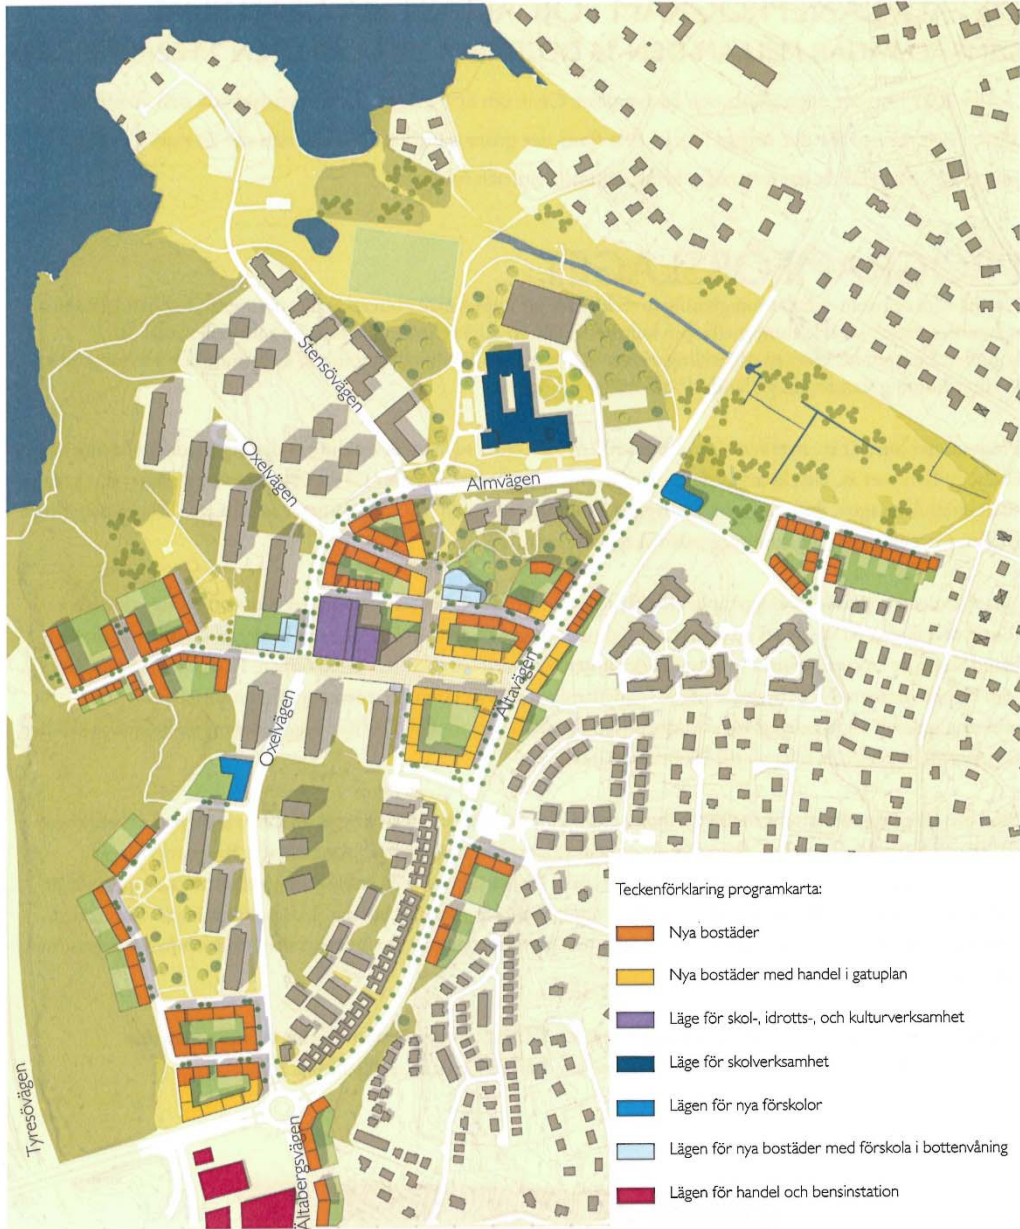 Stensövägen
Oxelvägen
Almvägen
Ältavägen
Oxelvägen
Tyresövägen
Ältabergsvägen
Teckenförklaring programkarta:
Nya bostäder
Nya bostäder med handel i gatuplan
Läge för skol-, idrotts-, och kulturverksamhet
Läge för skolverksamhet
Lägen för nya förskolor
Lägen för nya bostäder med förskola i bottenvåning
Lägen för handel och bensinstation